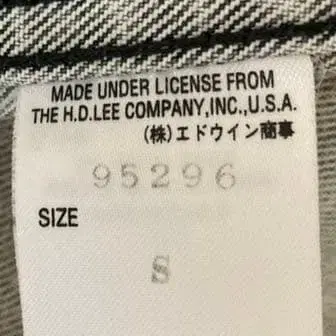 MADE UNDER LICENSE FROM
THE H.D.LEE COMPANY,INC.,U.S.A.
(株)エドウイン商事
95296
SIZE
S